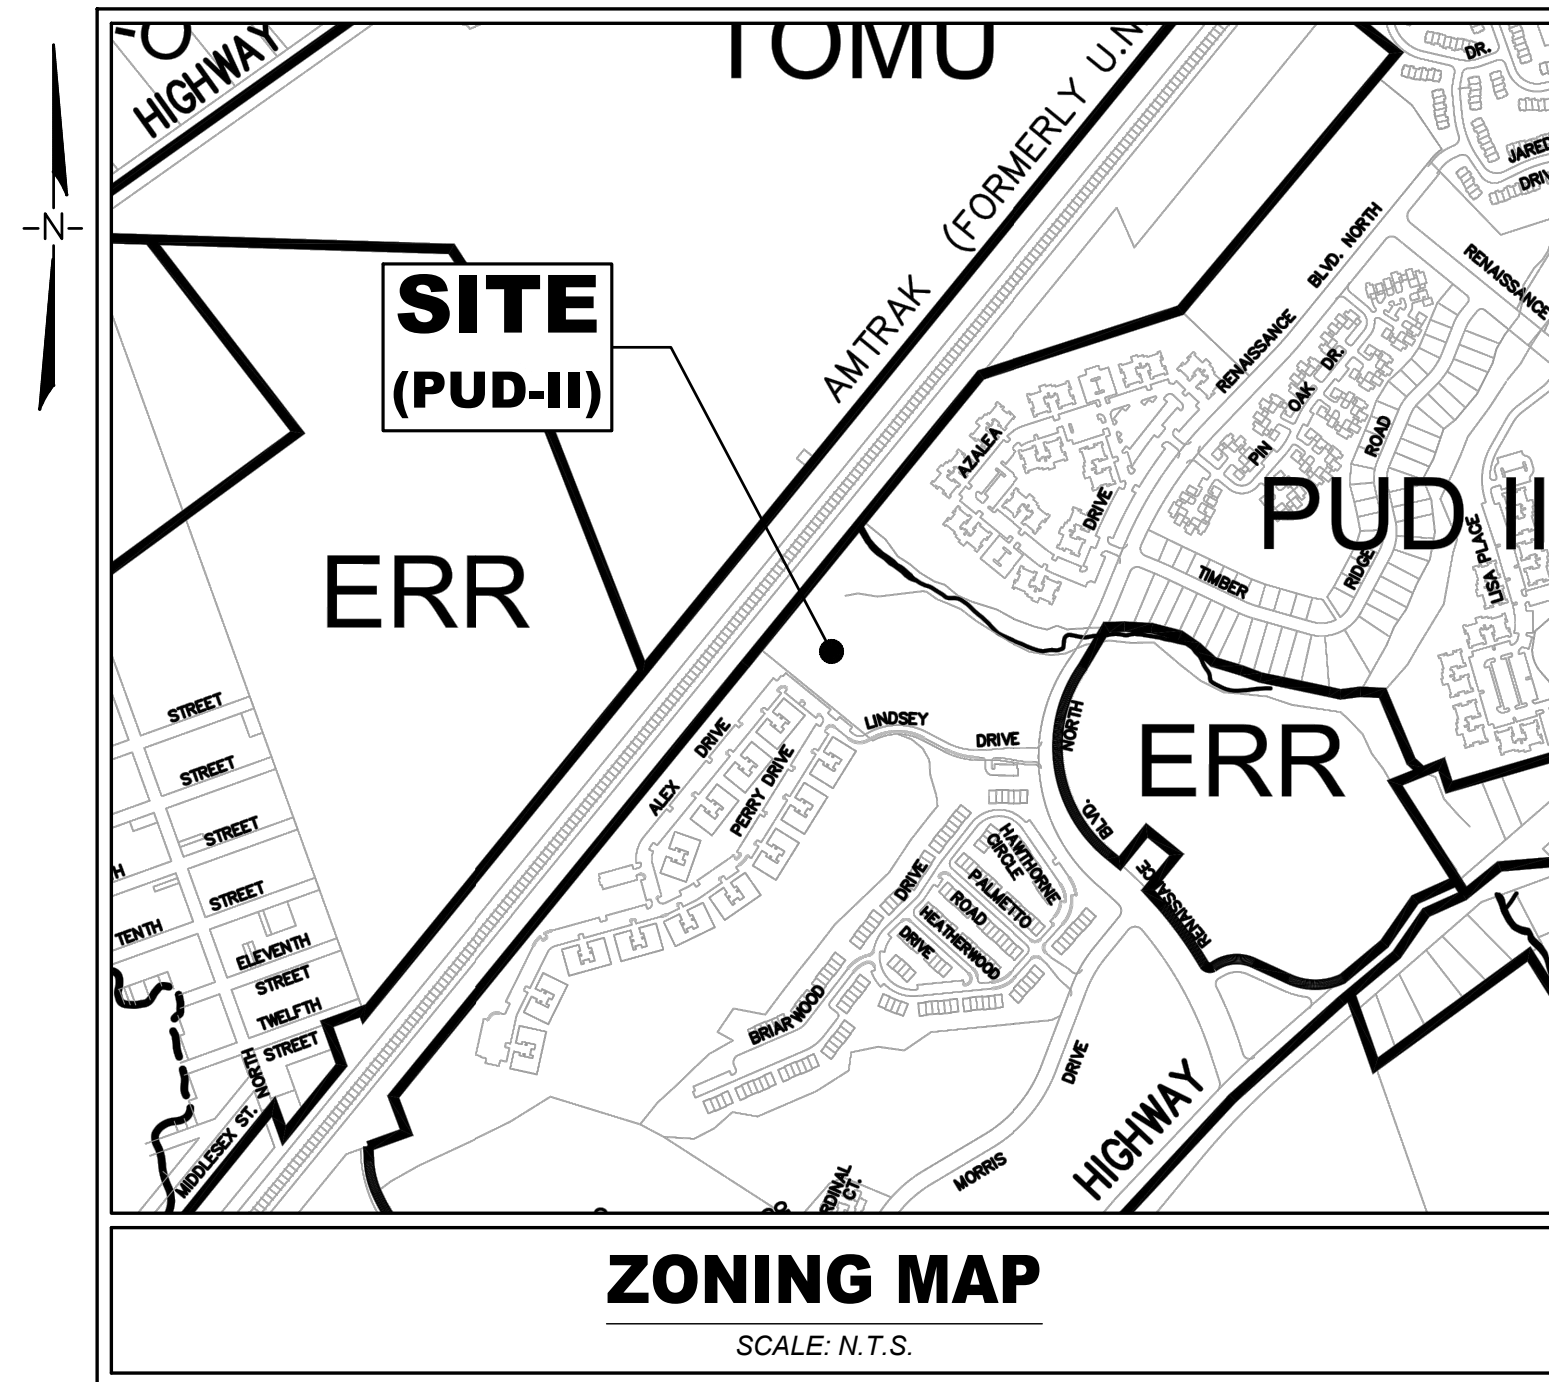 HIGHWAY
TOMU
DR.
(FORMERLY U.N
AMTRAK
-N-
SITE
(PUD-II)
BLVD. NORTH
RENAISSANCE
RENAISSANCE
OAK DR.
PIN
ROAD
RIDGE
TIMBER
AZALEA
DRIVE
PUD II
LISA PLACE
ERR
STREET
STREET
STREET
STREET
TENTH
ELEVENTH
STREET
TWELFTH
STREET
NORTH
MIDDLESEX ST.
LINDSEY
DRIVE
ALEX
DRIVE
PERRY DRIVE
NORTH
BLVD.
RENAISSANCE
ERR
HAWTHORNE
CIRCLE
DRIVE
PALMETTO
ROAD
HEATHERWOOD
DRIVE
BRIARWOOD
DRIVE
MORRIS
RDINAL
CT.
HIGHWAY
ZONING MAP
SCALE: N.T.S.